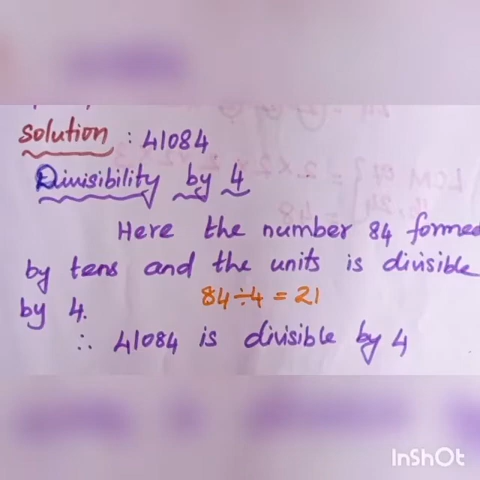 Solution : 41084
Divisibility by 4
Here the number 84 formed
by tens and the units is divisible
by 4. 84÷4 = 21
∴ 41084 is divisible by 4
InShOt